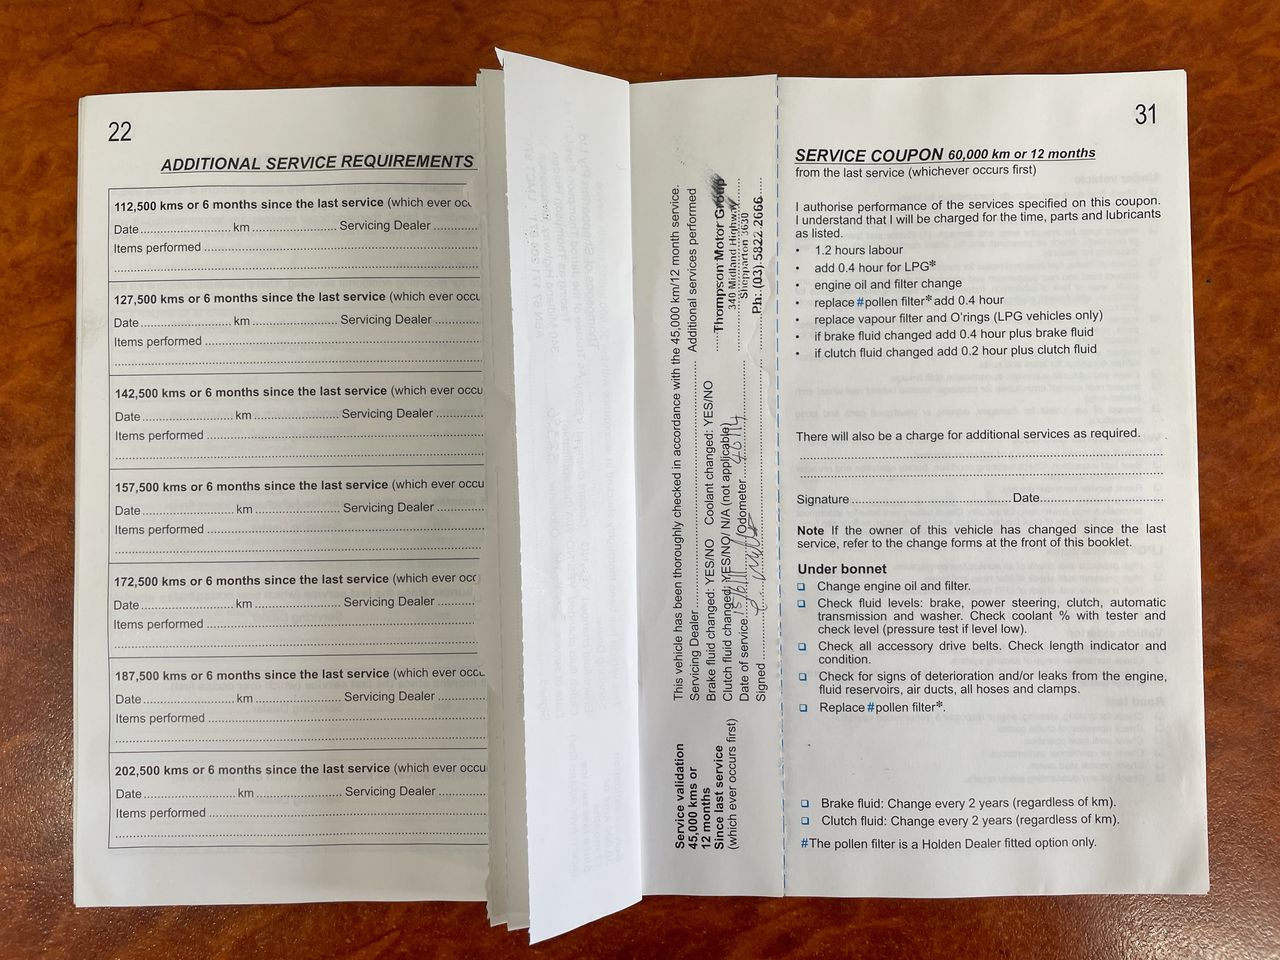 22
ADDITIONAL SERVICE REQUIREMENTS
112,500 kms or 6 months since the last service (which ever
Date.................... km .................... Servicing Dealer ............
Items performed ....................
127,500 kms or 6 months since the last service (which ever
Date.................... km .................... Servicing Dealer ............
Items performed ....................
142,500 kms or 6 months since the last service (which ever
Date.................... km .................... Servicing Dealer ............
Items performed ....................
157,500 kms or 6 months since the last service (which ever
Date.................... km .................... Servicing Dealer ............
Items performed ....................
172,500 kms or 6 months since the last service (which ever
Date.................... km .................... Servicing Dealer ............
Items performed ....................
187,500 kms or 6 months since the last service (which ever
Date.................... km .................... Servicing Dealer ............
Items performed ....................
202,500 kms or 6 months since the last service (which ever
Date.................... km .................... Servicing Dealer ............
Items performed ....................
Service validation
45,000 kms or
12 months
Since last service
(which ever occurs first)
This vehicle has been thoroughly checked in accordance with the 45,000 km/12 month service.
Servicing Dealer .................... Additional services performed
Brake fluid changed: YES/NO Coolant changed: YES/NO
Clutch fluid changed: YES/NO/ N/A (not applicable)
Date of service.......... Odometer..........
Signed ....................
Thompson Motor Group
340 Midland Highway
Shepparton 3630
Ph: (03) 5822 2666
31
SERVICE COUPON 60,000 km or 12 months
from the last service (whichever occurs first)
I authorise performance of the services specified on this coupon.
I understand that I will be charged for the time, parts and lubricants
as listed.
• 1.2 hours labour
• add 0.4 hour for LPG*
• engine oil and filter change
• replace #pollen filter* add 0.4 hour
• replace vapour filter and O'rings (LPG vehicles only)
• if brake fluid changed add 0.4 hour plus brake fluid
• if clutch fluid changed add 0.2 hour plus clutch fluid
There will also be a charge for additional services as required.
Signature........................................Date........................
Note If the owner of this vehicle has changed since the last
service, refer to the change forms at the front of this booklet.
Under bonnet
❑ Change engine oil and filter.
❑ Check fluid levels: brake, power steering, clutch, automatic
transmission and washer. Check coolant % with tester and
check level (pressure test if level low).
❑ Check all accessory drive belts. Check length indicator and
condition.
❑ Check for signs of deterioration and/or leaks from the engine,
fluid reservoirs, air ducts, all hoses and clamps.
❑ Replace #pollen filter*.
❑ Brake fluid: Change every 2 years (regardless of km).
❑ Clutch fluid: Change every 2 years (regardless of km).
#The pollen filter is a Holden Dealer fitted option only.